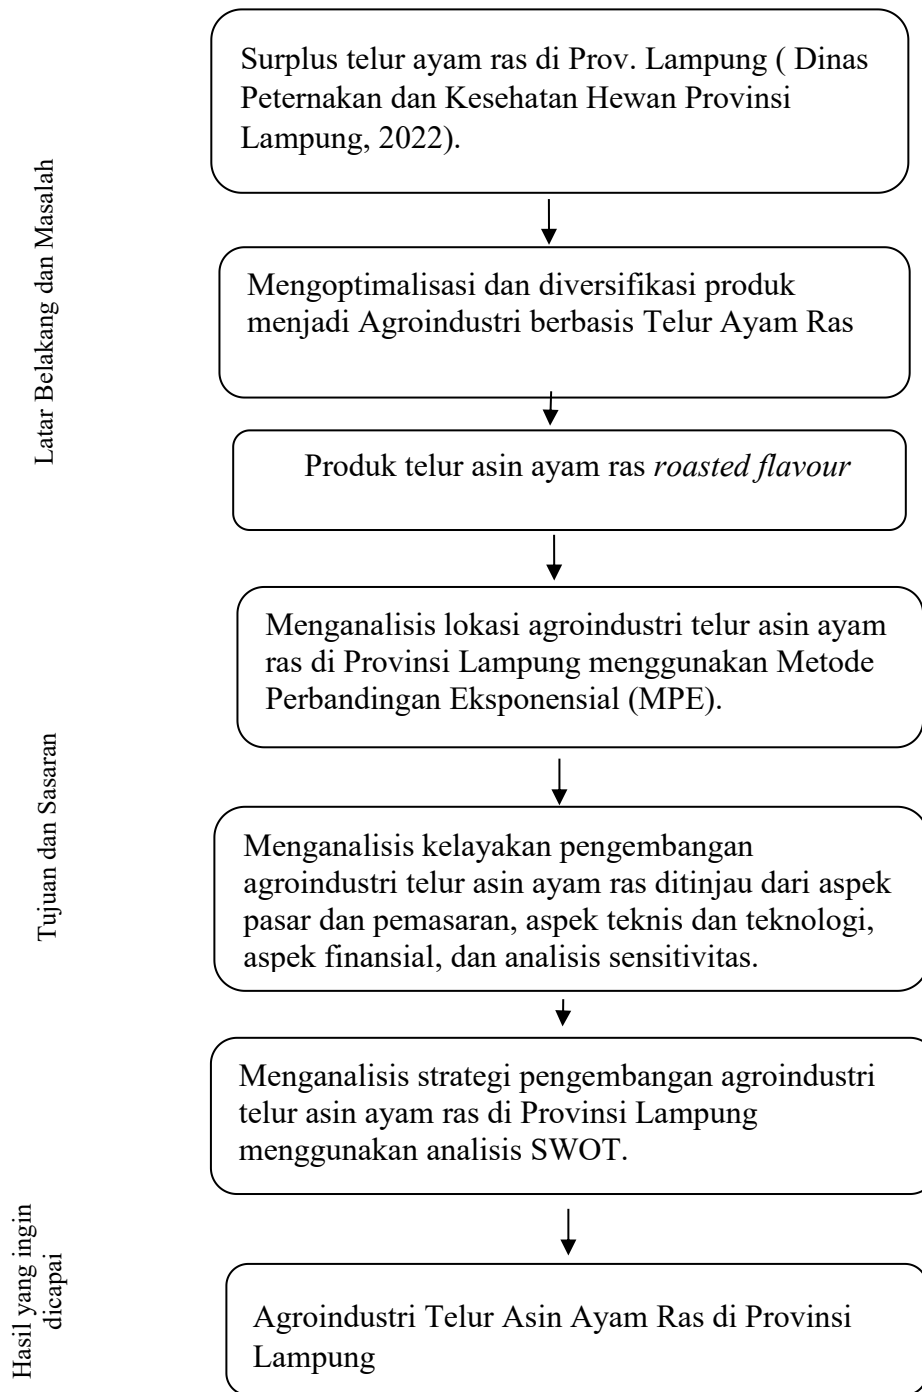 Latar Belakang dan Masalah
Surplus telur ayam ras di Prov. Lampung ( Dinas
Peternakan dan Kesehatan Hewan Provinsi
Lampung, 2022).
Mengoptimalisasi dan diversifikasi produk
menjadi Agroindustri berbasis Telur Ayam Ras
Produk telur asin ayam ras roasted flavour
Tujuan dan Sasaran
Menganalisis lokasi agroindustri telur asin ayam
ras di Provinsi Lampung menggunakan Metode
Perbandingan Eksponensial (MPE).
Menganalisis kelayakan pengembangan
agroindustri telur asin ayam ras ditinjau dari aspek
pasar dan pemasaran, aspek teknis dan teknologi,
aspek finansial, dan analisis sensitivitas.
Menganalisis strategi pengembangan agroindustri
telur asin ayam ras di Provinsi Lampung
menggunakan analisis SWOT.
Hasil yang ingin
dicapai
Agroindustri Telur Asin Ayam Ras di Provinsi
Lampung